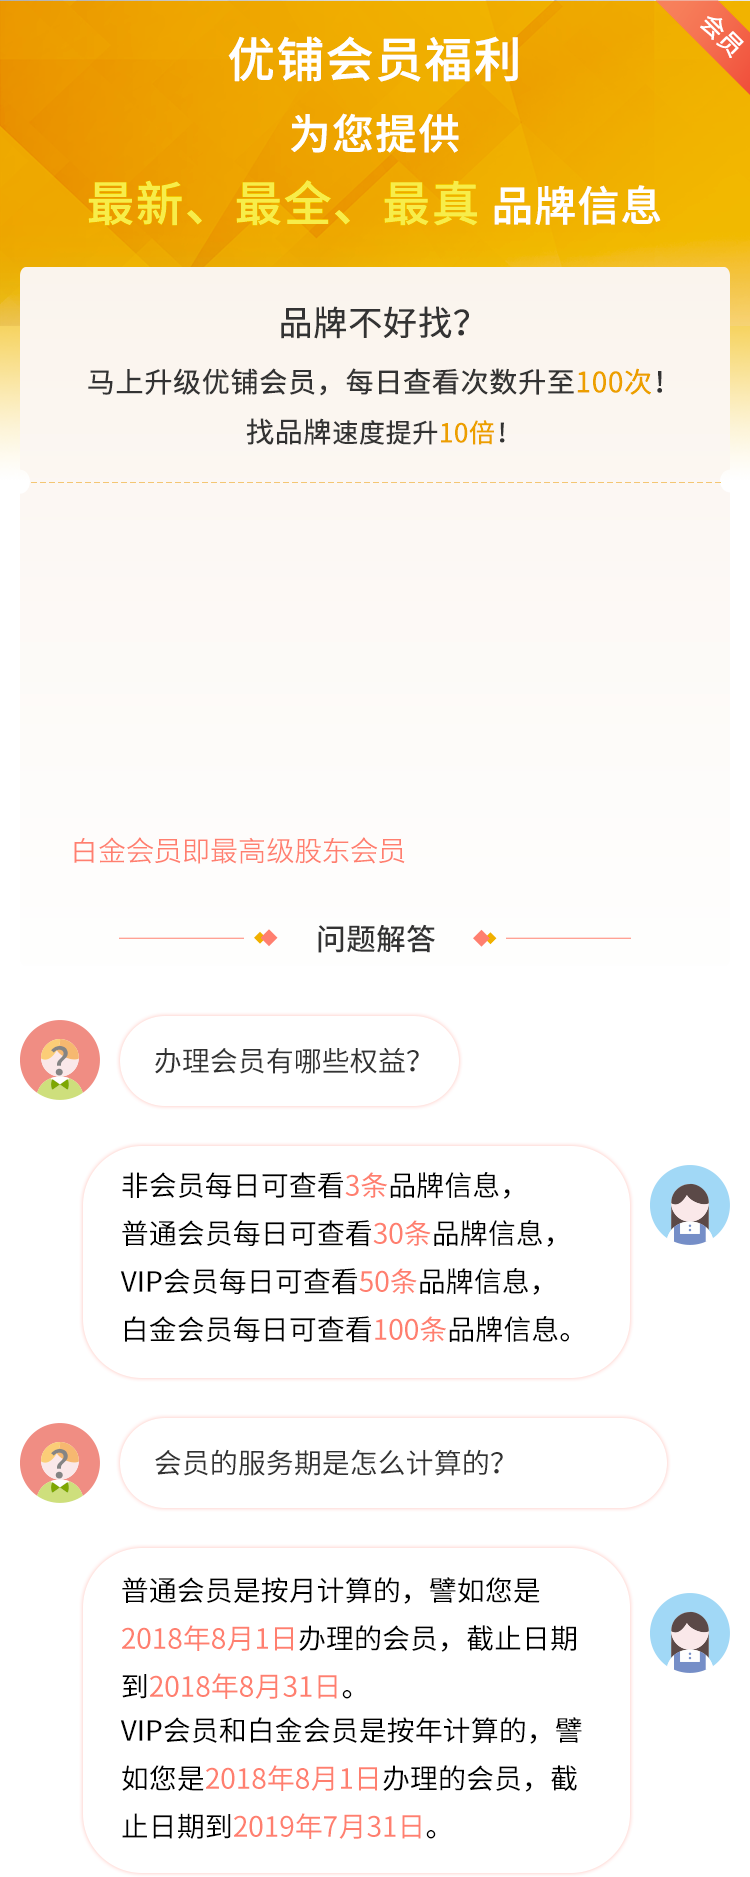 会员
优铺会员福利
为您提供
最新、最全、最真 品牌信息
品牌不好找?
马上升级优铺会员，每日查看次数升至100次!
找品牌速度提升10倍!
白金会员即最高级股东会员
问题解答
?
办理会员有哪些权益?
非会员每日可查看3条品牌信息，
普通会员每日可查看30条品牌信息，
VIP会员每日可查看50条品牌信息，
白金会员每日可查看100条品牌信息。
?
会员的服务期是怎么计算的?
普通会员是按月计算的，譬如您是
2018年8月1日办理的会员，截止日期
到2018年8月31日。
VIP会员和白金会员是按年计算的，譬
如您是2018年8月1日办理的会员，截
止日期到2019年7月31日。